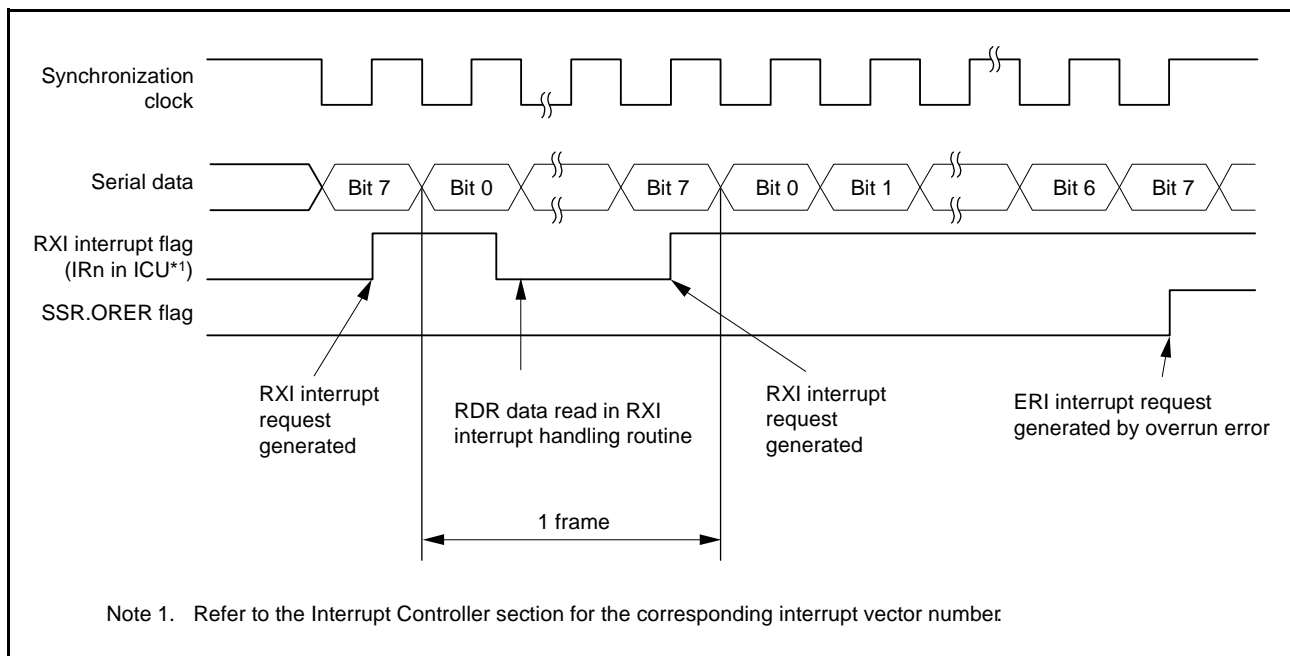 Synchronization
clock
Serial data
Bit 7
Bit 0
Bit 7
Bit 0
Bit 1
Bit 6
Bit 7
RXI interrupt flag
(IRn in ICU*1)
SSR.ORER flag
RXI interrupt
request
generated
RDR data read in RXI
interrupt handling routine
RXI interrupt
request
generated
ERI interrupt request
generated by overrun error
1 frame
Note 1. Refer to the Interrupt Controller section for the corresponding interrupt vector number.